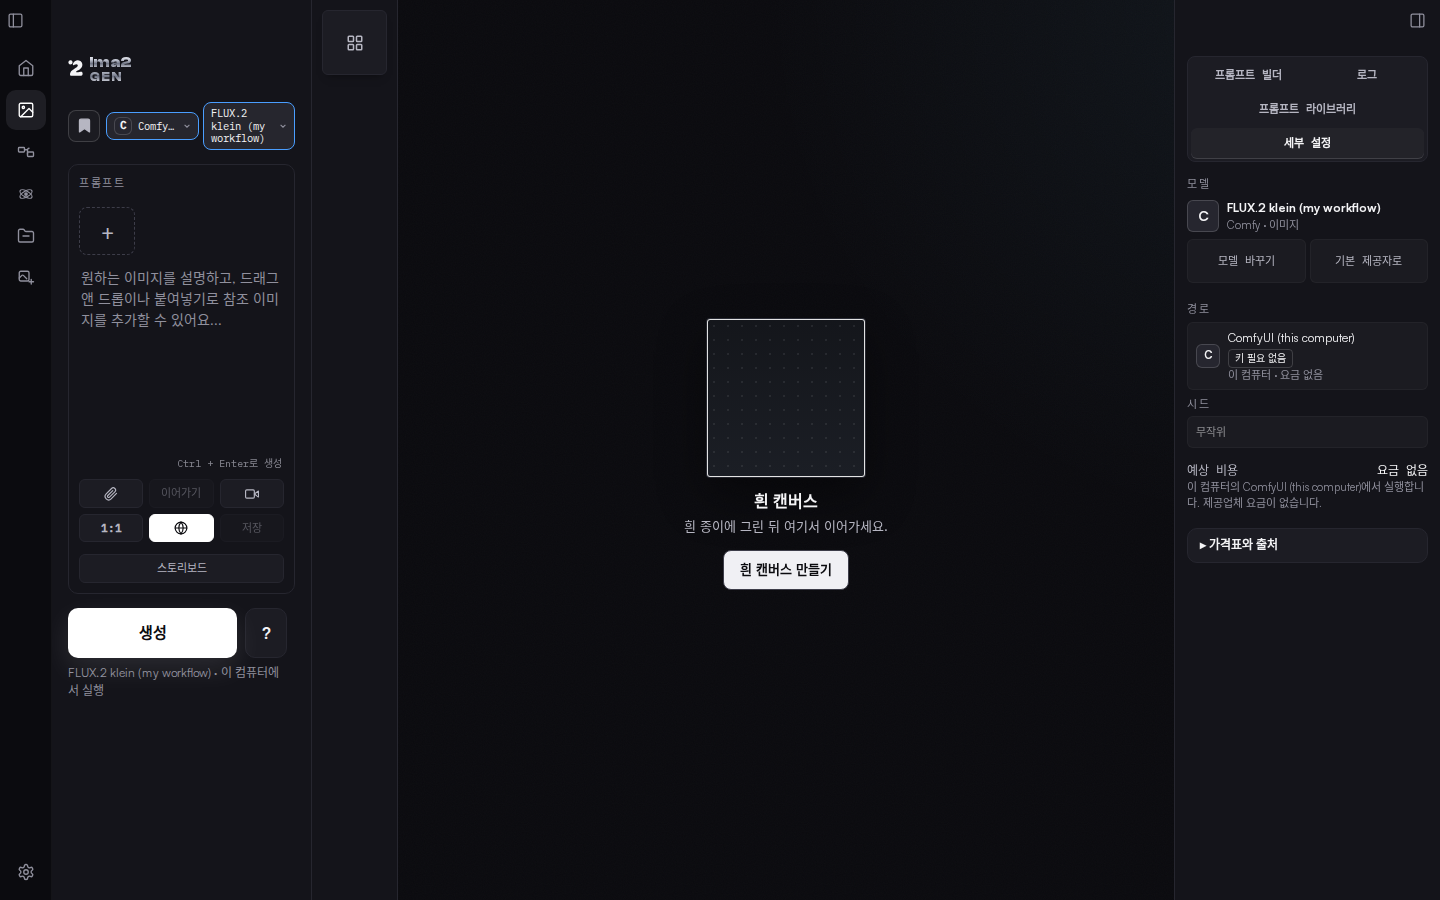 ima2
GEN
C Comfy...
FLUX.2
klein (my
workflow)
프롬프트
+
원하는 이미지를 설명하고, 드래그
앤 드롭이나 붙여넣기로 참조 이미
지를 추가할 수 있어요...
Ctrl + Enter로 생성
이어가기
1:1
저장
스토리보드
생성
?
FLUX.2 klein (my workflow) · 이 컴퓨터에
서 실행
흰 캔버스
흰 종이에 그린 뒤 여기서 이어가세요.
흰 캔버스 만들기
프롬프트 빌더
로그
프롬프트 라이브러리
세부 설정
모델
C
FLUX.2 klein (my workflow)
Comfy · 이미지
모델 바꾸기
기본 제공자로
경로
C
ComfyUI (this computer)
키 필요 없음
이 컴퓨터 · 요금 없음
시드
무작위
예상 비용
요금 없음
이 컴퓨터의 ComfyUI (this computer)에서 실행합니
다. 제공업체 요금이 없습니다.
▸ 가격표와 출처